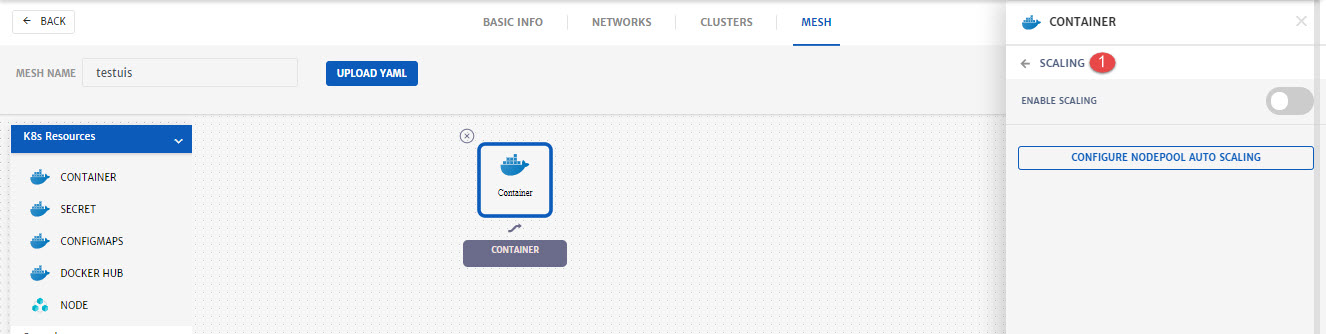 BACK
BASIC INFO
NETWORKS
CLUSTERS
MESH
MESH NAME testuis
UPLOAD YAML
K8s Resources
CONTAINER
SECRET
CONFIGMAPS
DOCKER HUB
NODE
Container
CONTAINER
CONTAINER
SCALING 1
ENABLE SCALING
CONFIGURE NODEPOOL AUTO SCALING